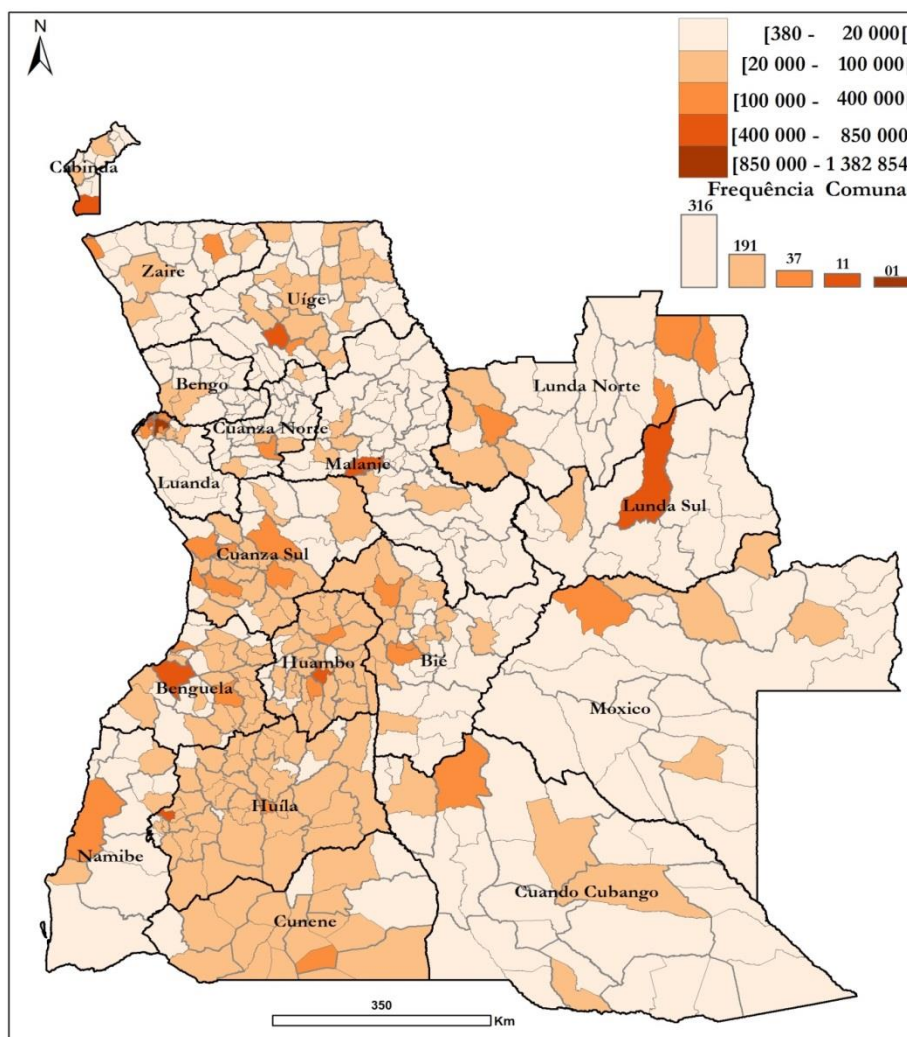 N
[380 - 20 000[
[20 000 - 100 000[
[100 000 - 400 000[
[400 000 - 850 000[
[850 000 - 1 382 854
Frequência Comuna
316
191
37
11
01
Cabinda
Zaire
Uíge
Bengo
Lunda Norte
Cuanza Norte
Malanje
Luanda
Lunda Sul
Cuanza Sul
Huambo
Bié
Benguela
Moxico
Huíla
Namibe
Cuando Cubango
Cunene
350
Km